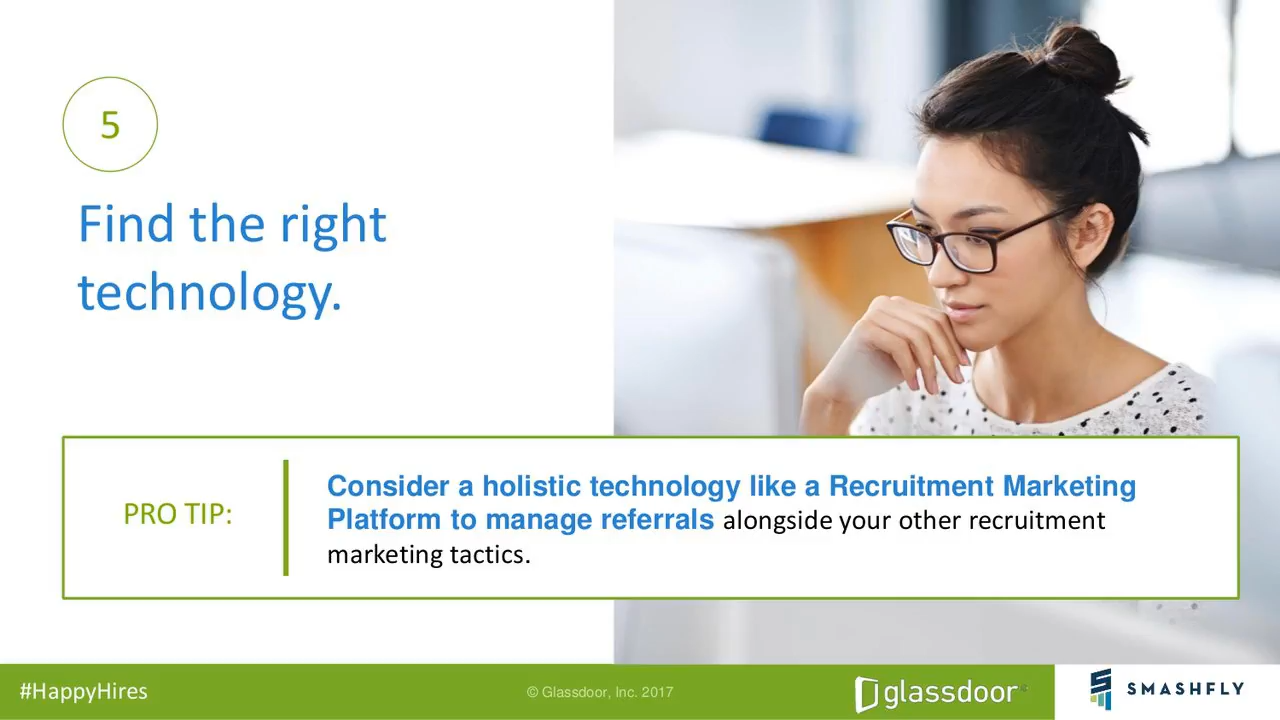 5
Find the right
technology.
PRO TIP:
Consider a holistic technology like a Recruitment Marketing
Platform to manage referrals alongside your other recruitment
marketing tactics.
#HappyHires
© Glassdoor, Inc. 2017
glassdoor
SMASHFLY